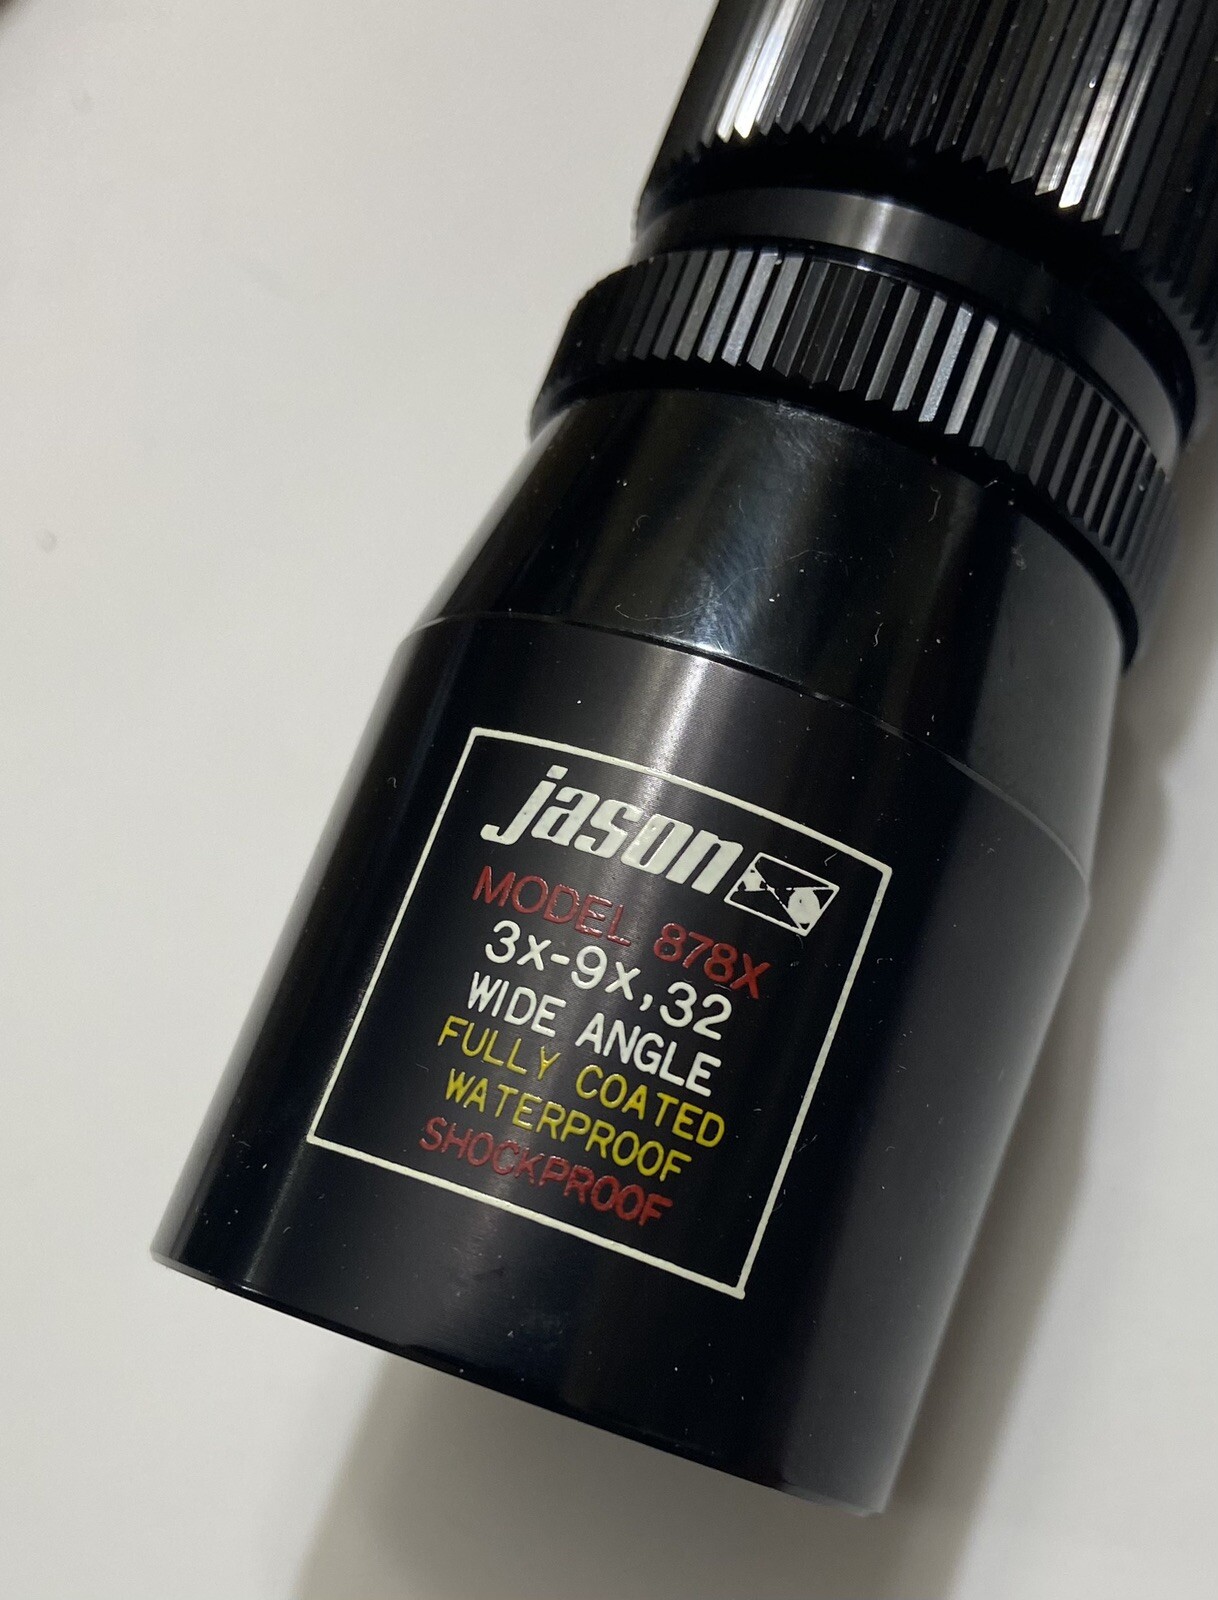 jason
MODEL 878X
3X-9X,32
WIDE ANGLE
FULLY COATED
WATERPROOF
SHOCKPROOF